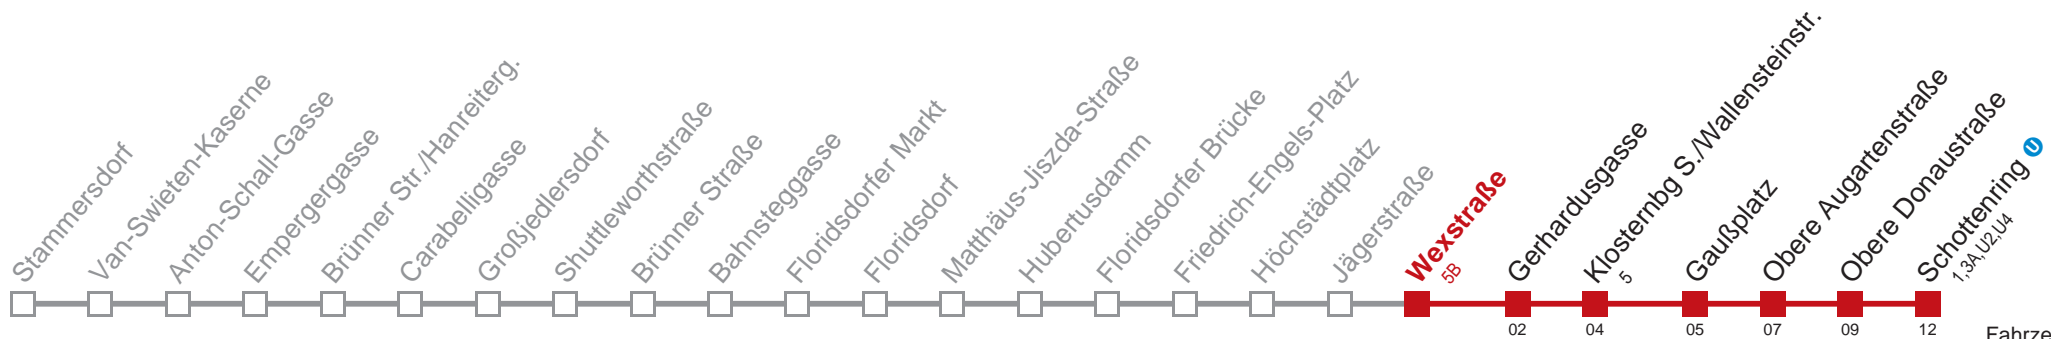 Stammersdorf
Van-Swieten-Kaserne
Anton-Schall-Gasse
Empergergasse
Brünner Str./Hanreiterg.
Carabelligasse
Großjedlersdorf
Shuttleworthstraße
Brünner Straße
Bahnsteggasse
Floridsdorfer Markt
Floridsdorf
Matthäus-Jiszda-Straße
Hubertusdamm
Floridsdorfer Brücke
Friedrich-Engels-Platz
Höchstädtplatz
Jägerstraße
Wexstraße
5B
Gerhardusgasse
Klosternbg S./Wallensteinstr.
5
Gaußplatz
Obere Augartenstraße
Obere Donaustraße
Schottenring U
1,3A,U2,U4
02 04 05 07 09 12
Fahrze